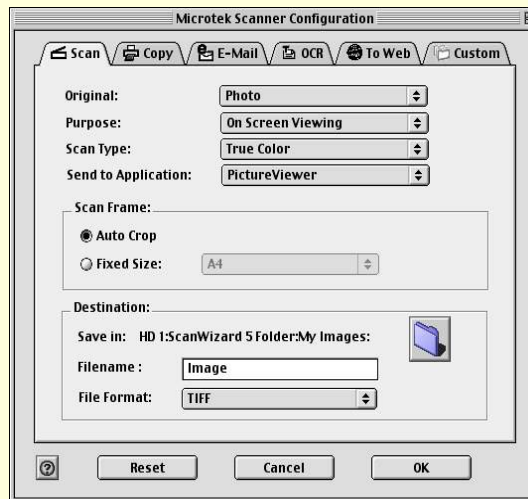 Microtek Scanner Configuration
Scan Copy E-Mail OCR To Web Custom
Original: Photo
Purpose: On Screen Viewing
Scan Type: True Color
Send to Application: PictureViewer
Scan Frame:
Auto Crop
Fixed Size: A4
Destination:
Save in: HD 1:ScanWizard 5 Folder:My Images:
Filename : Image
File Format: TIFF
? Reset Cancel OK